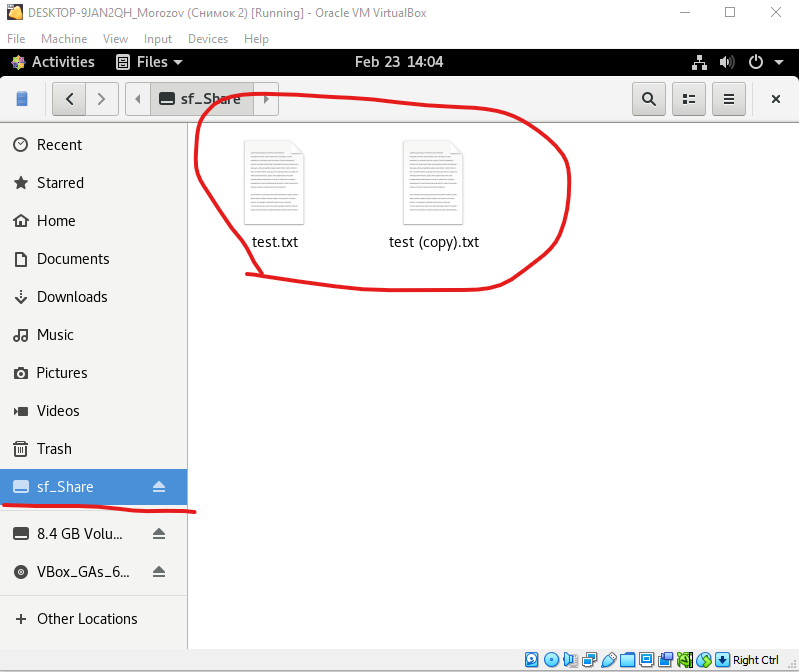 DESKTOP-9JAN2QH_Morozov (Снимок 2) [Running] - Oracle VM VirtualBox
File Machine View Input Devices Help
Activities Files Feb 23 14:04
sf_Share
Recent
Starred
Home
Documents
Downloads
Music
Pictures
Videos
Trash
sf_Share
8.4 GB Volu...
VBox_GAs_6...
Other Locations
test.txt test (copy).txt
Right Ctrl